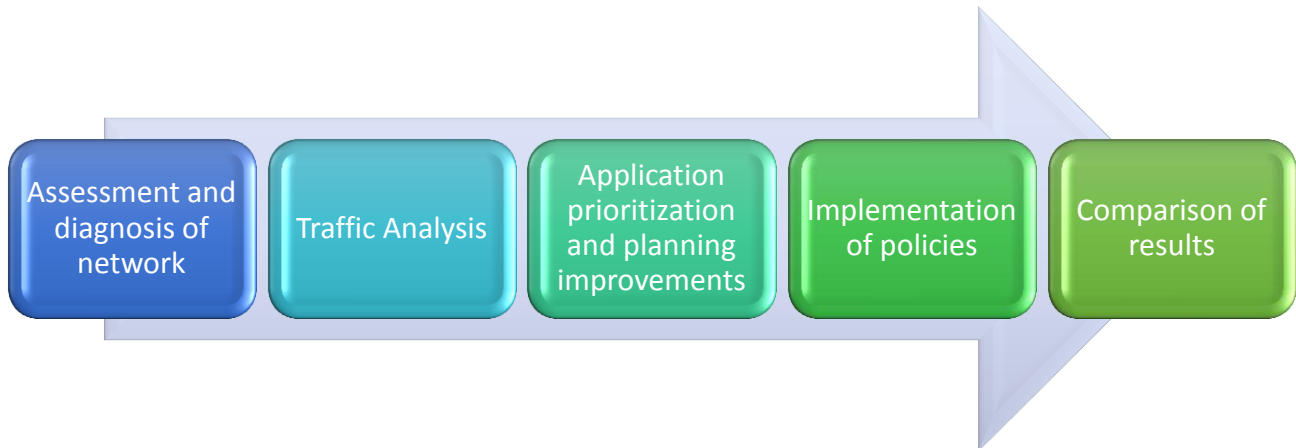 Assessment and
diagnosis of
network
Traffic Analysis
Application
prioritization
and planning
improvements
Implementation
of policies
Comparison of
results